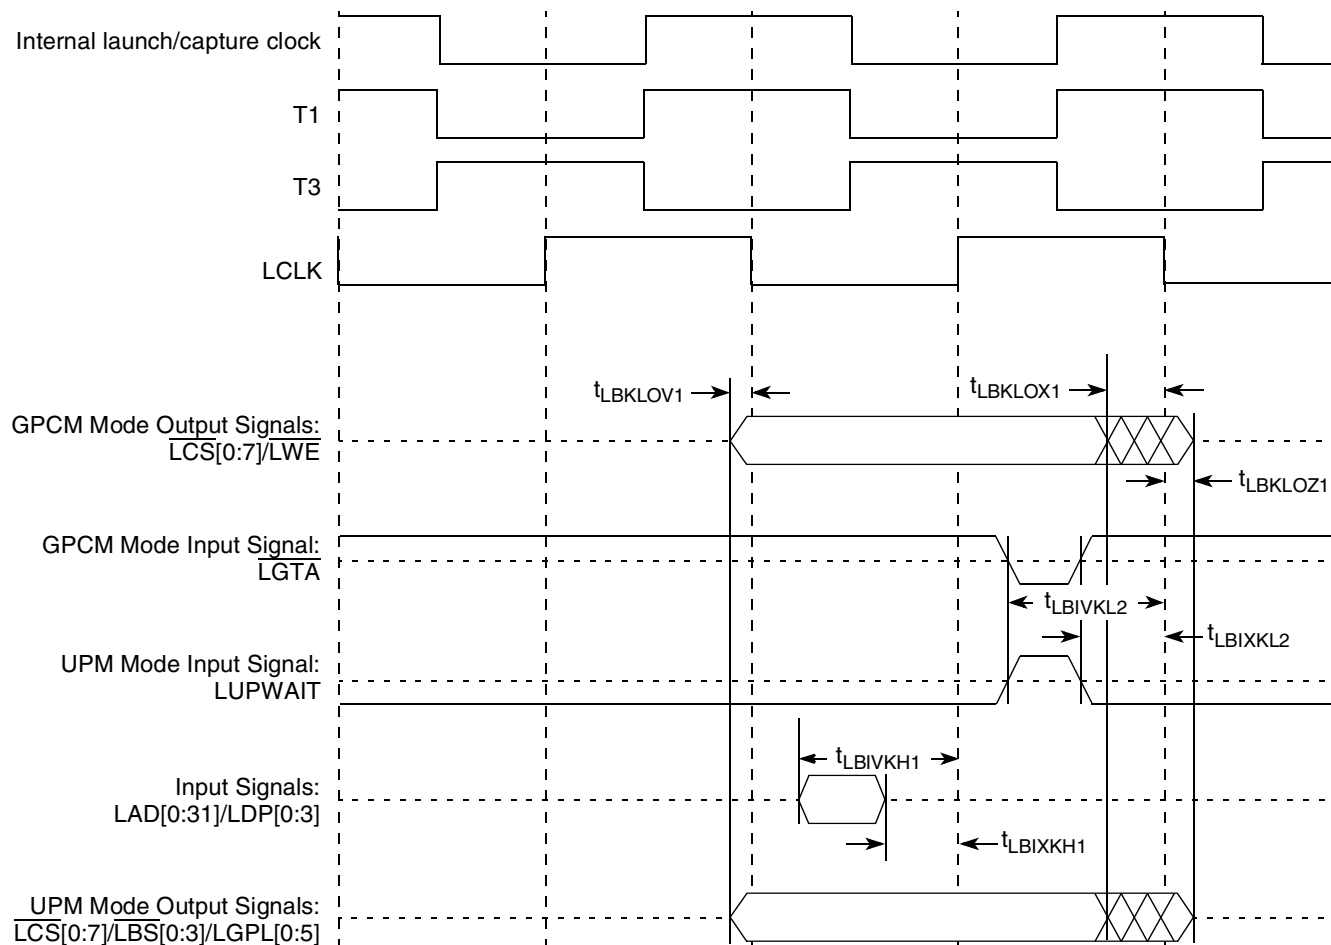 Internal launch/capture clock
T1
T3
LCLK
tLBKLOV1
tLBKLOX1
GPCM Mode Output Signals:
LCS[0:7]/LWE
tLBKLOZ1
GPCM Mode Input Signal:
LGTA
tLBIVKL2
tLBIXKL2
UPM Mode Input Signal:
LUPWAIT
tLBIVKH1
Input Signals:
LAD[0:31]/LDP[0:3]
tLBIXKH1
UPM Mode Output Signals:
LCS[0:7]/LBS[0:3]/LGPL[0:5]